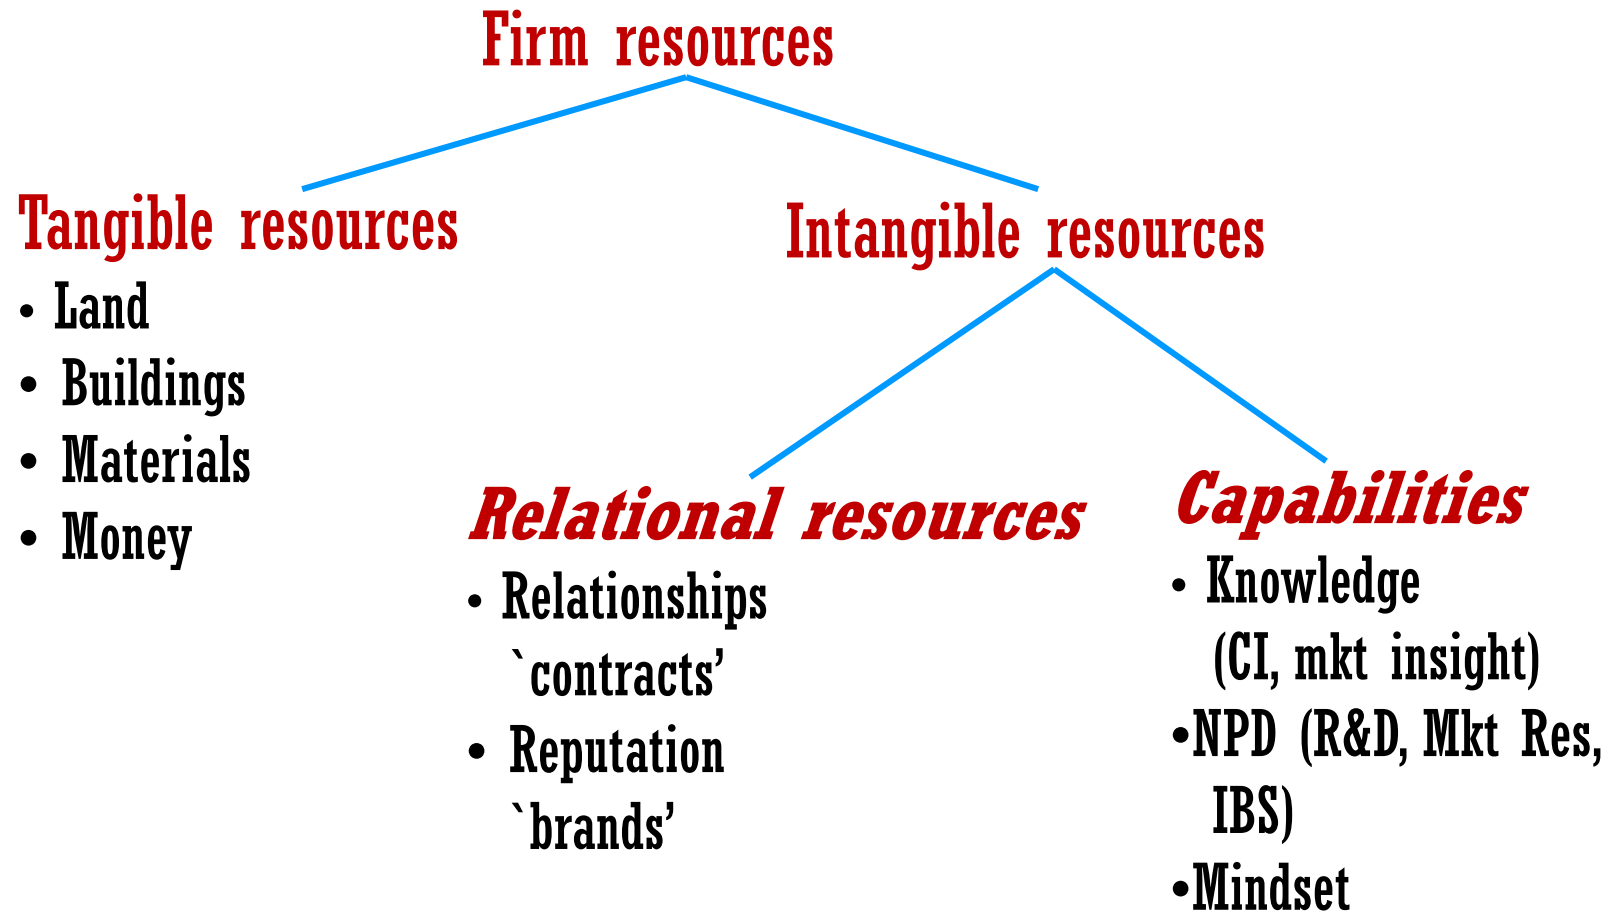 Firm resources
Tangible resources
• Land
• Buildings
• Materials
• Money
Intangible resources
Relational resources
• Relationships
`contracts’
• Reputation
`brands’
Capabilities
• Knowledge
(CI, mkt insight)
•NPD (R&D, Mkt Res,
IBS)
•Mindset